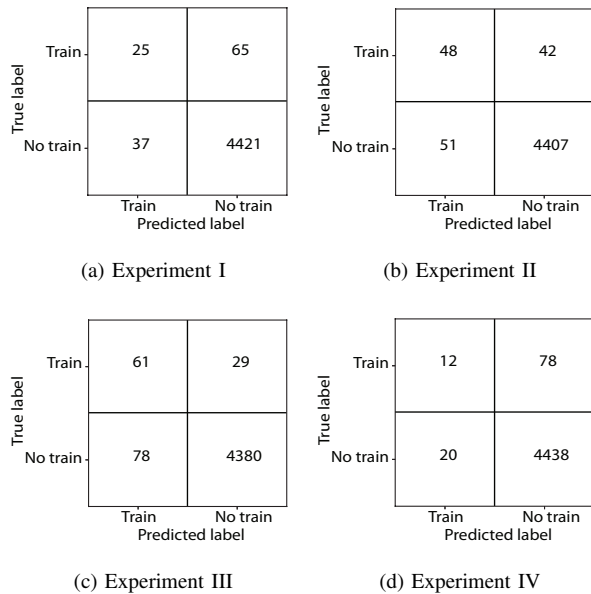 Train 25 65
True label
No train 37 4421
Train No train
Predicted label
(a) Experiment I
Train 48 42
True label
No train 51 4407
Train No train
Predicted label
(b) Experiment II
Train 61 29
True label
No train 78 4380
Train No train
Predicted label
(c) Experiment III
Train 12 78
True label
No train 20 4438
Train No train
Predicted label
(d) Experiment IV